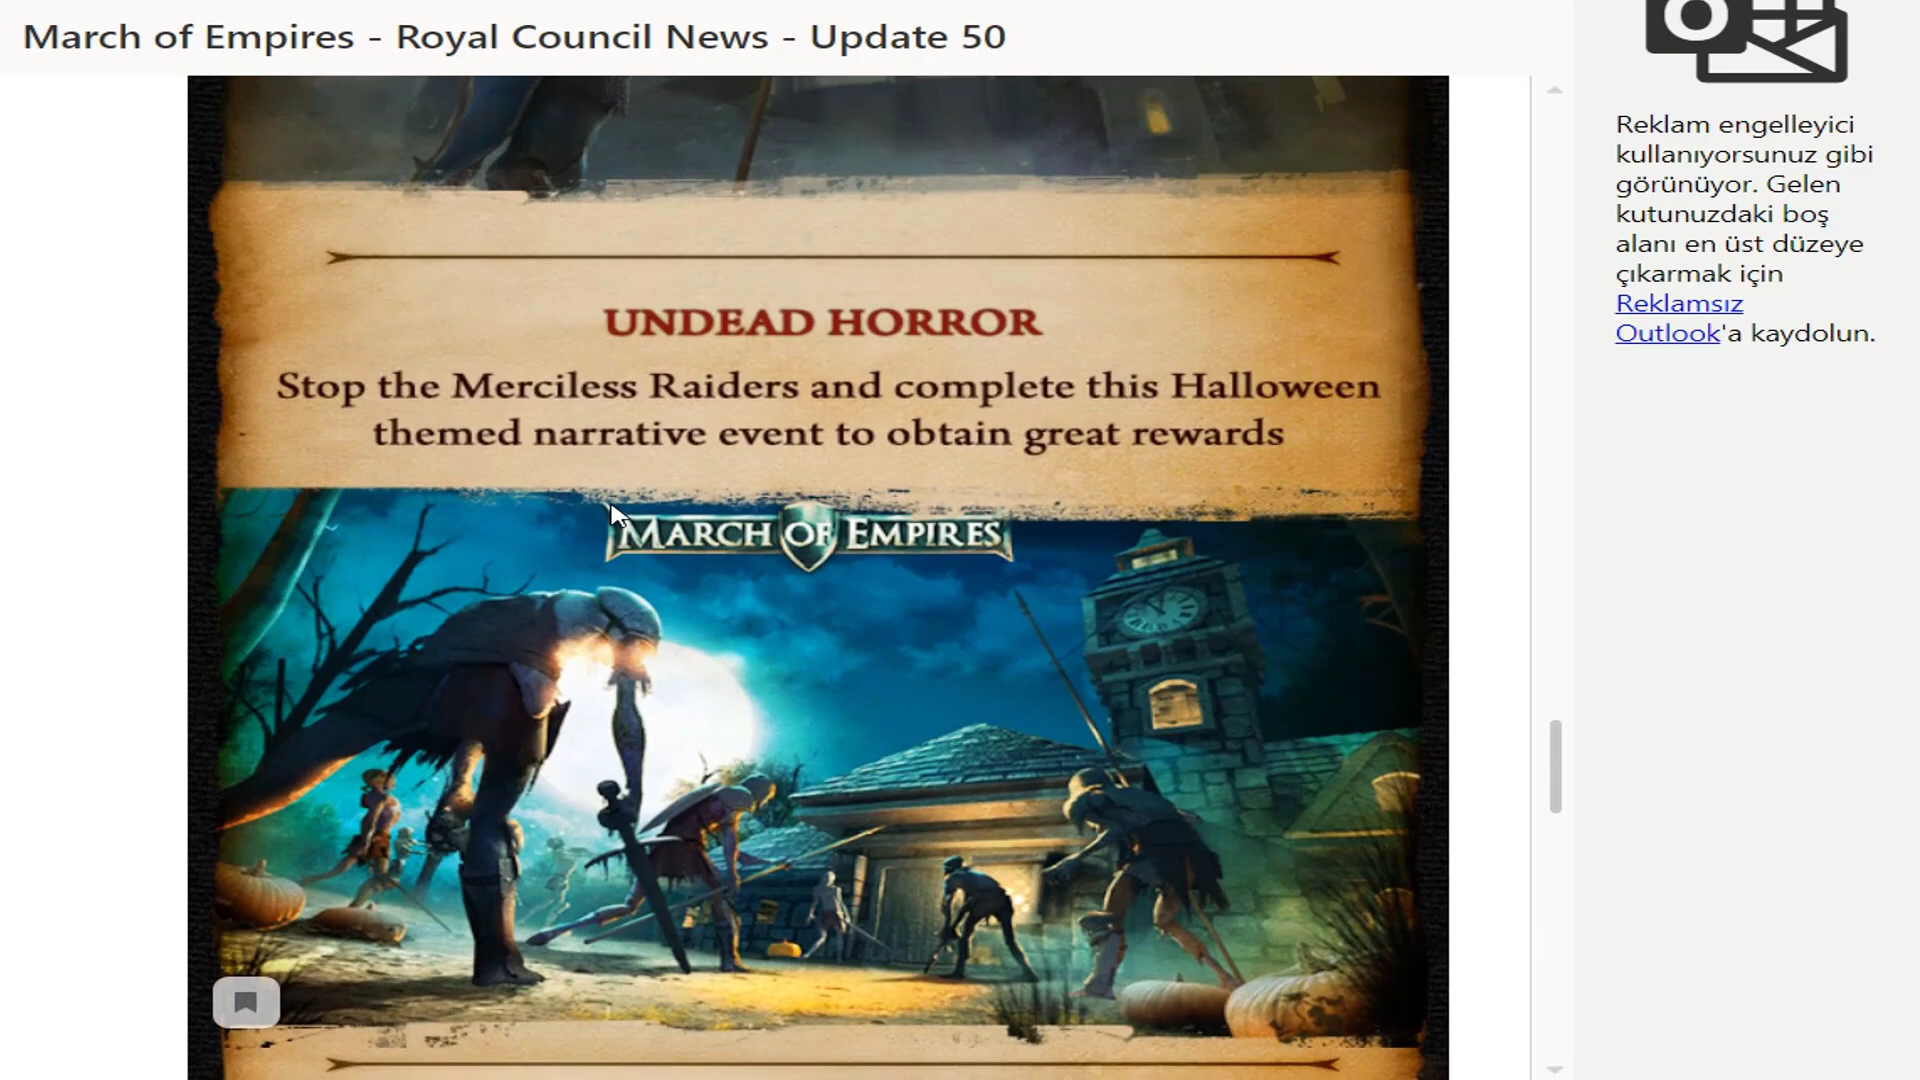 March of Empires - Royal Council News - Update 50
UNDEAD HORROR
Stop the Merciless Raiders and complete this Halloween
themed narrative event to obtain great rewards
MARCH OF EMPIRES
Reklam engelleyici
kullanıyorsunuz gibi
görünüyor. Gelen
kutunuzdaki boş
alanı en üst düzeye
çıkarmak için
Reklamsız
Outlook'a kaydolun.